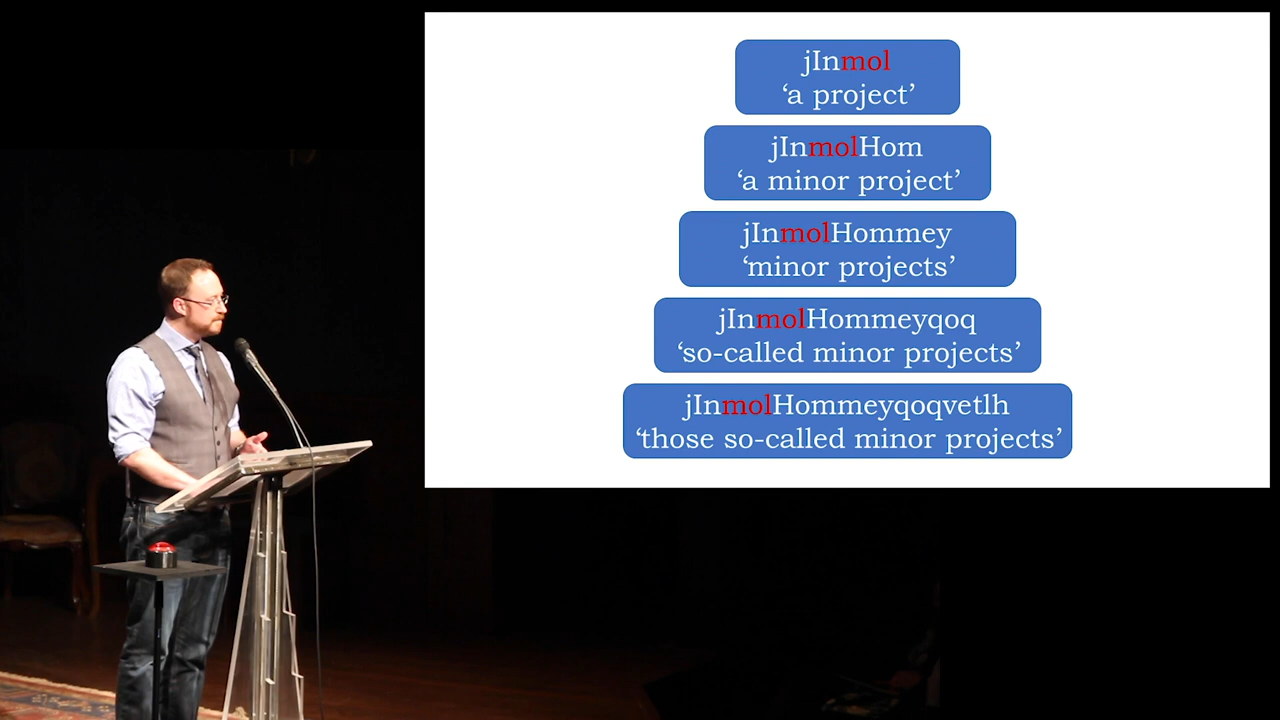 jInmol
‘a project’
jInmolHom
‘a minor project’
jInmolHommey
‘minor projects’
jInmolHommeyqoq
‘so-called minor projects’
jInmolHommeyqoqvetlh
‘those so-called minor projects’